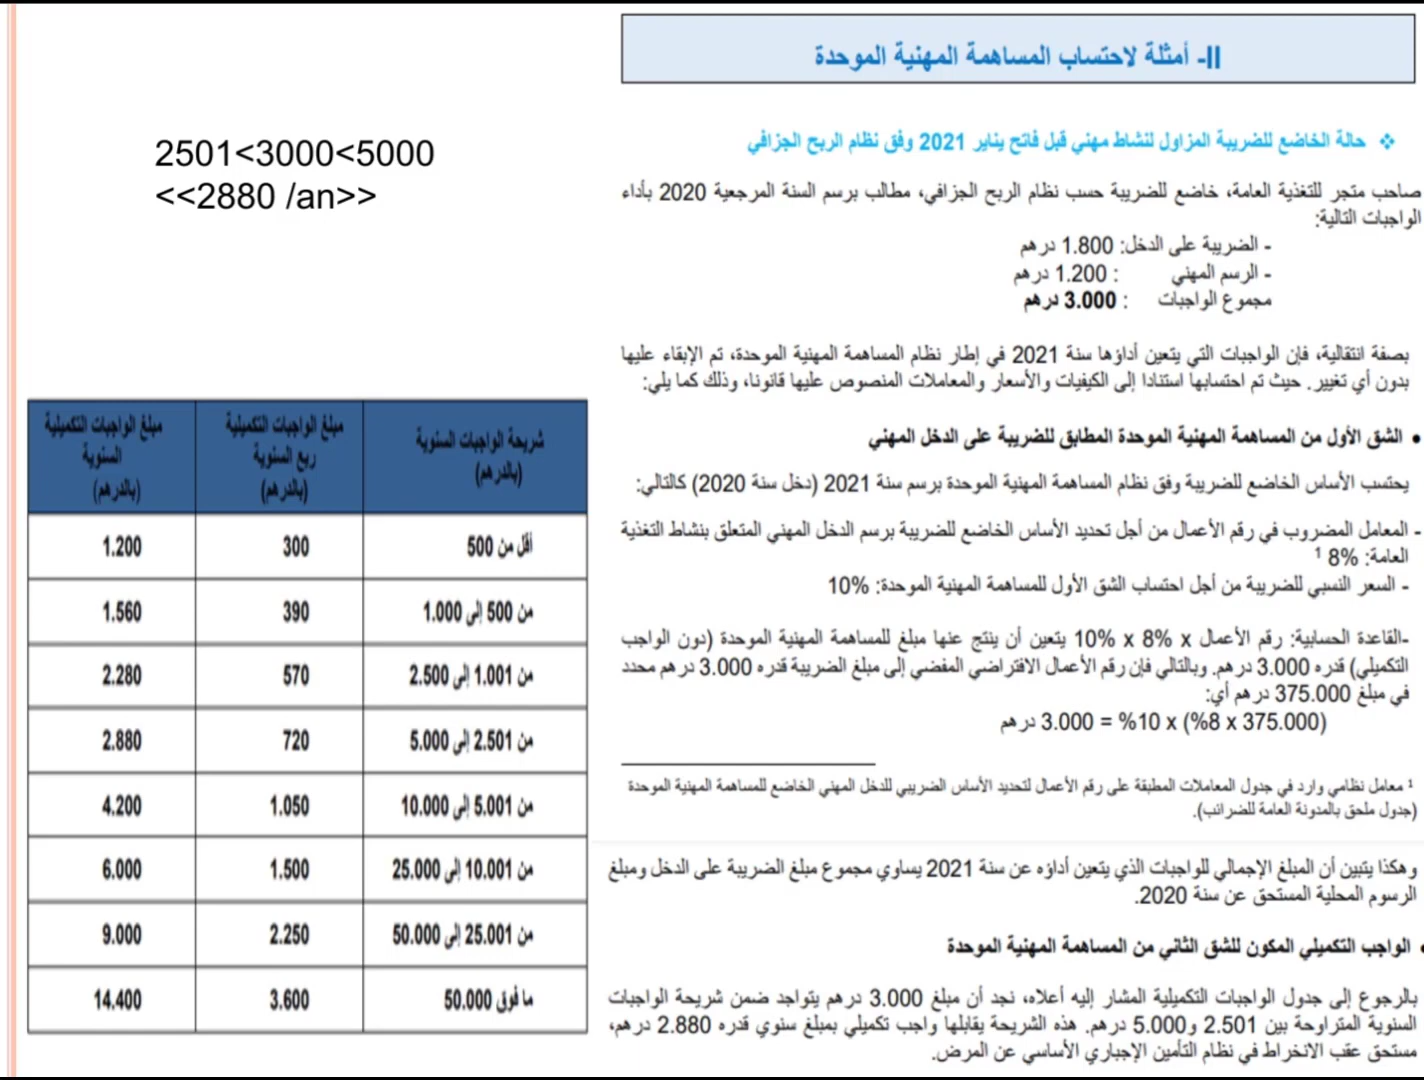 II- أمثلة لاحتساب المساهمة المهنية الموحدة
❖ حالة الخاضع للضريبة المزاول لنشاط مهني قبل فاتح يناير 2021 وفق نظام الربح الجزافي
صاحب متجر للتغذية العامة، خاضع للضريبة حسب نظام الربح الجزافي، مطالب برسم السنة المرجعية 2020 بأداء
الواجبات التالية:
- الضريبة على الدخل: 1.800 درهم
- الرسم المهني : 1.200 درهم
مجموع الواجبات : 3.000 درهم
بصفة انتقالية، فإن الواجبات التي يتعين أداؤها سنة 2021 في إطار نظام المساهمة المهنية الموحدة، تم الإبقاء عليها
بدون أي تغيير. حيث تم احتسابها استنادا إلى الكيفيات والأسعار والمعاملات المنصوص عليها قانونا، وذلك كما يلي:
• الشق الأول من المساهمة المهنية الموحدة المطابق للضريبة على الدخل المهني
يحتسب الأساس الخاضع للضريبة وفق نظام المساهمة المهنية الموحدة برسم سنة 2021 (دخل سنة 2020) كالتالي:
- المعامل المضروب في رقم الأعمال من أجل تحديد الأساس الخاضع للضريبة برسم الدخل المهني المتعلق بنشاط التغذية
العامة: 8% ¹
- السعر النسبي للضريبة من أجل احتساب الشق الأول للمساهمة المهنية الموحدة: 10%
-القاعدة الحسابية: رقم الأعمال x 8% x 10% يتعين أن ينتج عنها مبلغ للمساهمة المهنية الموحدة (دون الواجب
التكميلي) قدره 3.000 درهم. وبالتالي فإن رقم الأعمال الافتراضي المفضي إلى مبلغ الضريبة قدره 3.000 درهم محدد
في مبلغ 375.000 درهم أي:
(375.000 x 8%) x 10% = 3.000 درهم
¹ معامل نظامي وارد في جدول المعاملات المطبقة على رقم الأعمال لتحديد الأساس الضريبي للدخل المهني الخاضع للمساهمة المهنية الموحدة
(جدول ملحق بالمدونة العامة للضرائب).
وهكذا يتبين أن المبلغ الإجمالي للواجبات الذي يتعين أداؤه عن سنة 2021 يساوي مجموع مبلغ الضريبة على الدخل ومبلغ
الرسوم المحلية المستحق عن سنة 2020.
• الواجب التكميلي المكون للشق الثاني من المساهمة المهنية الموحدة
بالرجوع إلى جدول الواجبات التكميلية المشار إليه أعلاه، نجد أن مبلغ 3.000 درهم يتواجد ضمن شريحة الواجبات
السنوية المتراوحة بين 2.501 و5.000 درهم. هذه الشريحة يقابلها واجب تكميلي بمبلغ سنوي قدره 2.880 درهم،
مستحق عقب الانخراط في نظام التأمين الإجباري الأساسي عن المرض.
2501<3000<5000
<<2880 /an>>
شريحة الواجبات السنوية (بالدرهم) مبلغ الواجبات التكميلية ربع السنوية (بالدرهم) مبلغ الواجبات التكميلية السنوية (بالدرهم)
أقل من 500 300 1.200
من 500 إلى 1.000 390 1.560
من 1.001 إلى 2.500 570 2.280
من 2.501 إلى 5.000 720 2.880
من 5.001 إلى 10.000 1.050 4.200
من 10.001 إلى 25.000 1.500 6.000
من 25.001 إلى 50.000 2.250 9.000
ما فوق 50.000 3.600 14.400